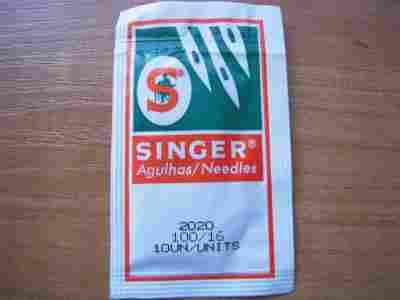 S®
SINGER®
Agulhas/Needles
2020
100/16
10UN/UNITS